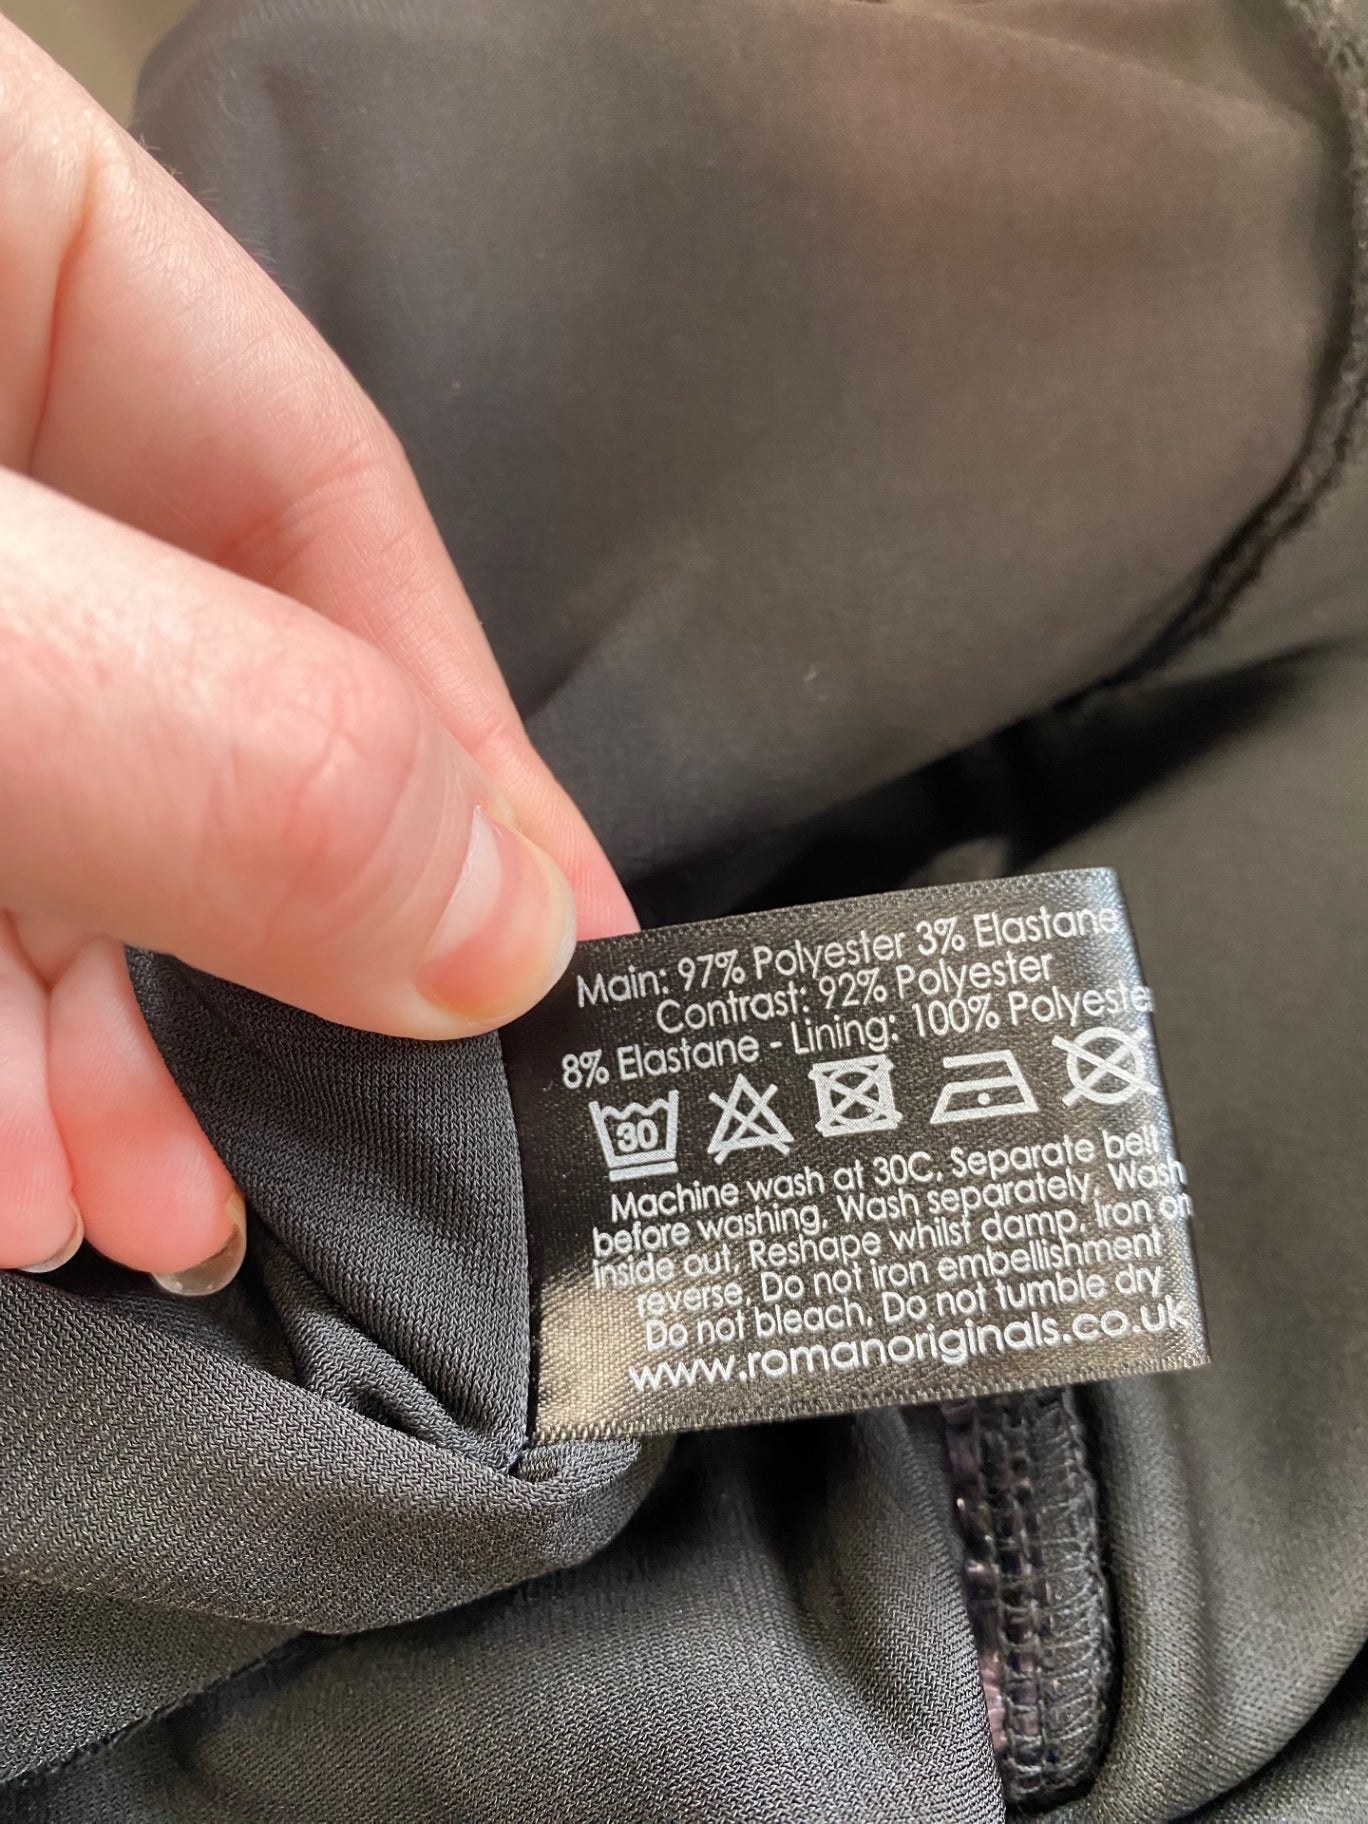 Main: 97% Polyester 3% Elastane
Contrast: 92% Polyester
8% Elastane - Lining: 100% Polyester
30
Machine wash at 30C. Separate belt
before washing. Wash separately. Wash
inside out. Reshape whilst damp. Iron on
reverse. Do not iron embellishment
Do not bleach. Do not tumble dry
www.romanoriginals.co.uk